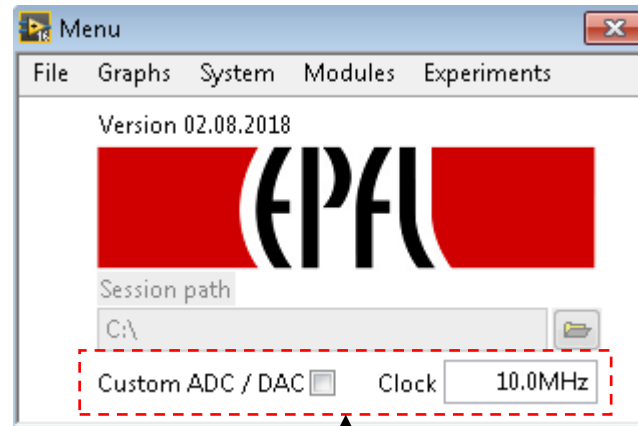 Menu
File Graphs System Modules Experiments
Version 02.08.2018
EPFL
Session path
C:\
Custom ADC / DAC Clock 10.0MHz